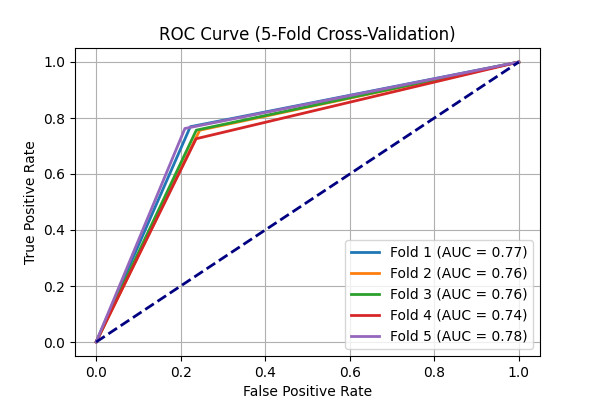 ROC Curve (5-Fold Cross-Validation)
True Positive Rate
1.0
0.8
0.6
0.4
0.2
0.0
Fold 1 (AUC = 0.77)
Fold 2 (AUC = 0.76)
Fold 3 (AUC = 0.76)
Fold 4 (AUC = 0.74)
Fold 5 (AUC = 0.78)
0.0 0.2 0.4 0.6 0.8 1.0
False Positive Rate